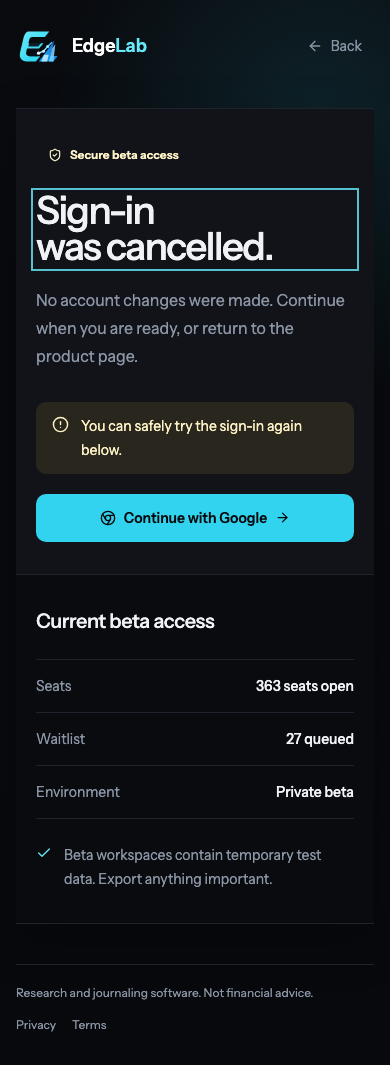 EdgeLab
Back
Secure beta access
Sign-in
was cancelled.
No account changes were made. Continue
when you are ready, or return to the
product page.
You can safely try the sign-in again
below.
Continue with Google
Current beta access
Seats 363 seats open
Waitlist 27 queued
Environment Private beta
Beta workspaces contain temporary test
data. Export anything important.
Research and journaling software. Not financial advice.
Privacy Terms